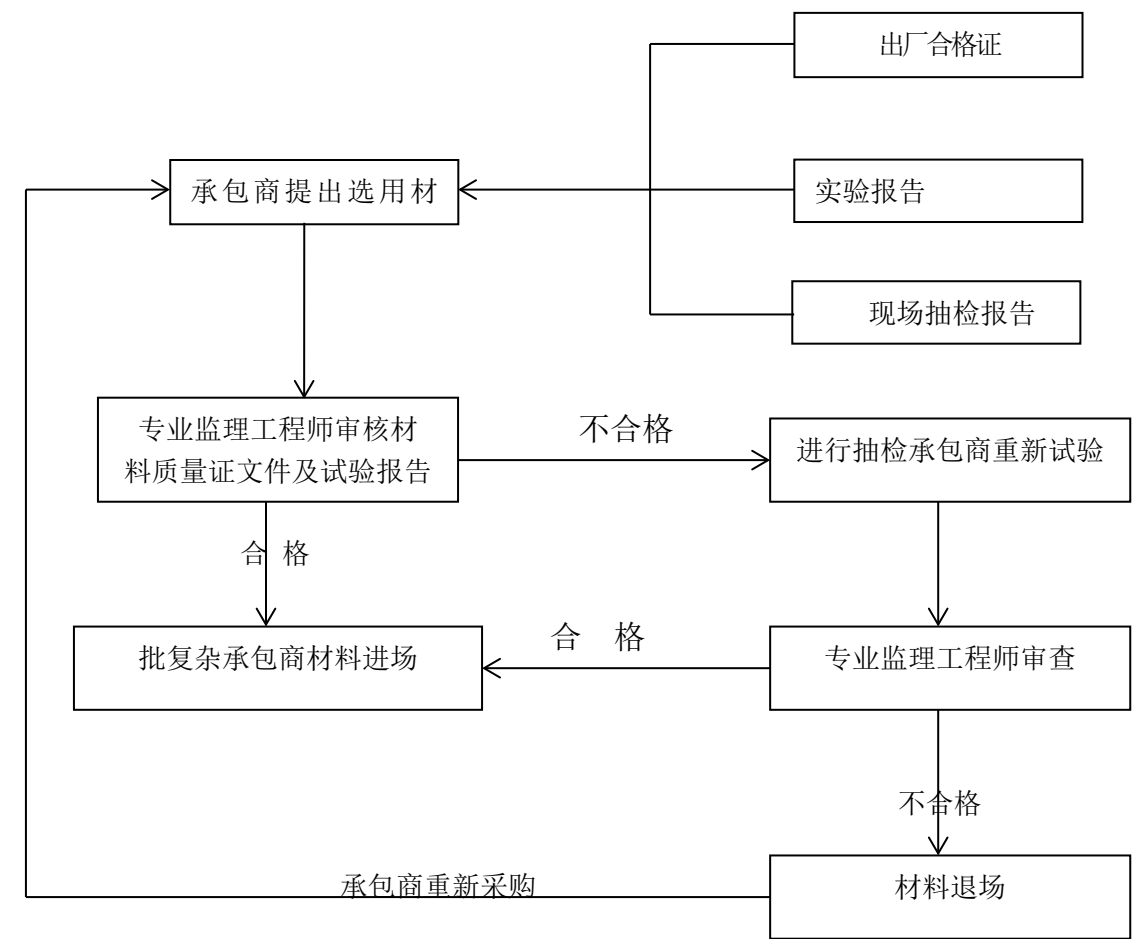 出厂合格证
承包商提出选用材
实验报告
现场抽检报告
专业监理工程师审核材
料质量证文件及试验报告
不合格
进行抽检承包商重新试验
合 格
批复杂承包商材料进场
合 格
专业监理工程师审查
不合格
承包商重新采购
材料退场